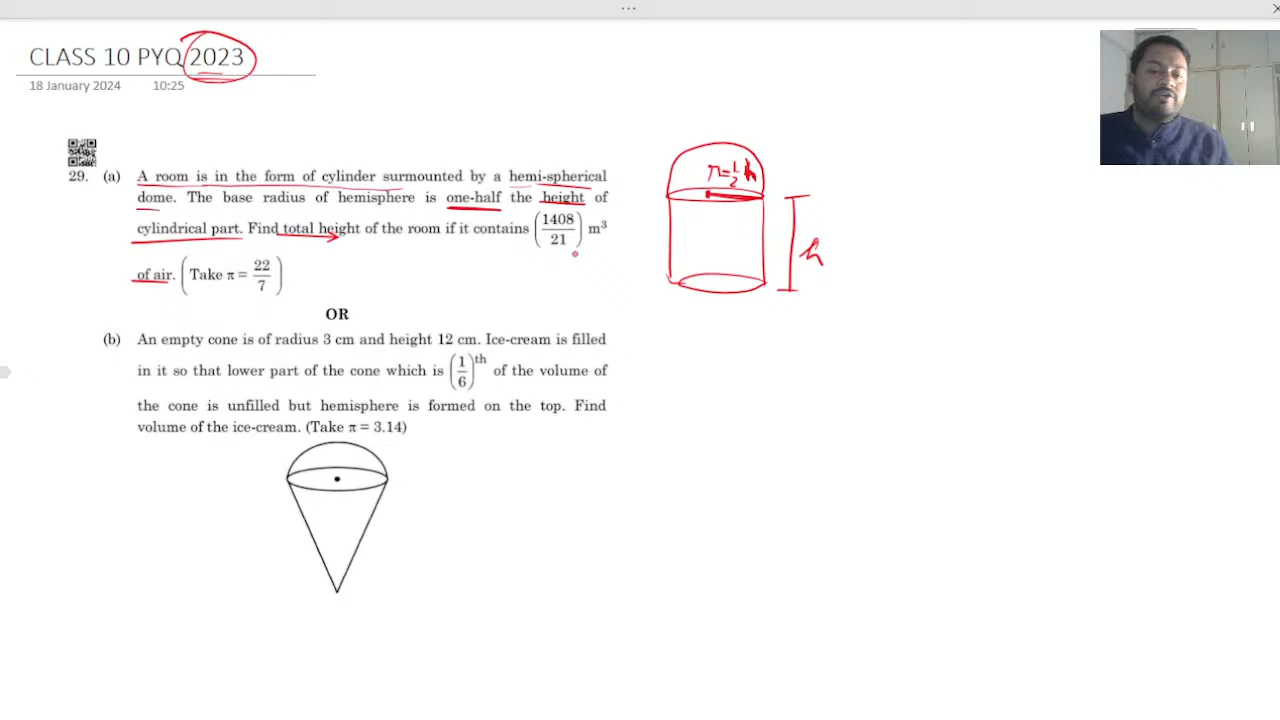 CLASS 10 PYQ 2023
18 January 2024 10:25
29. (a) A room is in the form of cylinder surmounted by a hemi-spherical
dome. The base radius of hemisphere is one-half the height of
cylindrical part. Find total height of the room if it contains (1408/21) m³
of air. (Take π = 22/7)
OR
(b) An empty cone is of radius 3 cm and height 12 cm. Ice-cream is filled
in it so that lower part of the cone which is (1/6)th of the volume of
the cone is unfilled but hemisphere is formed on the top. Find
volume of the ice-cream. (Take π = 3.14)
r=1/2 h
h